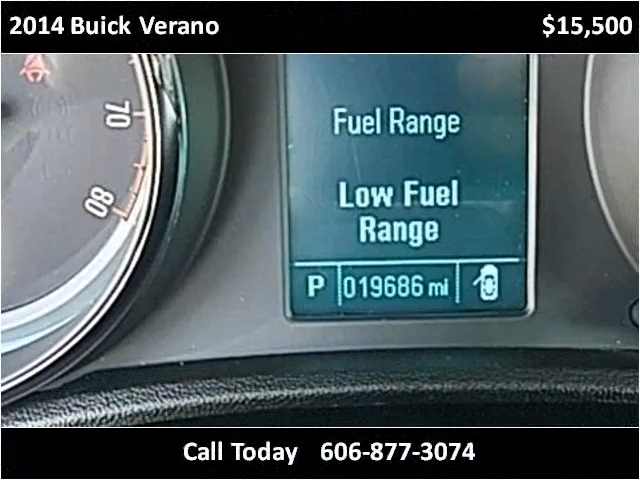 2014 Buick Verano $15,500
70
80
Fuel Range
Low Fuel
Range
P 019686 mi
Call Today 606-877-3074